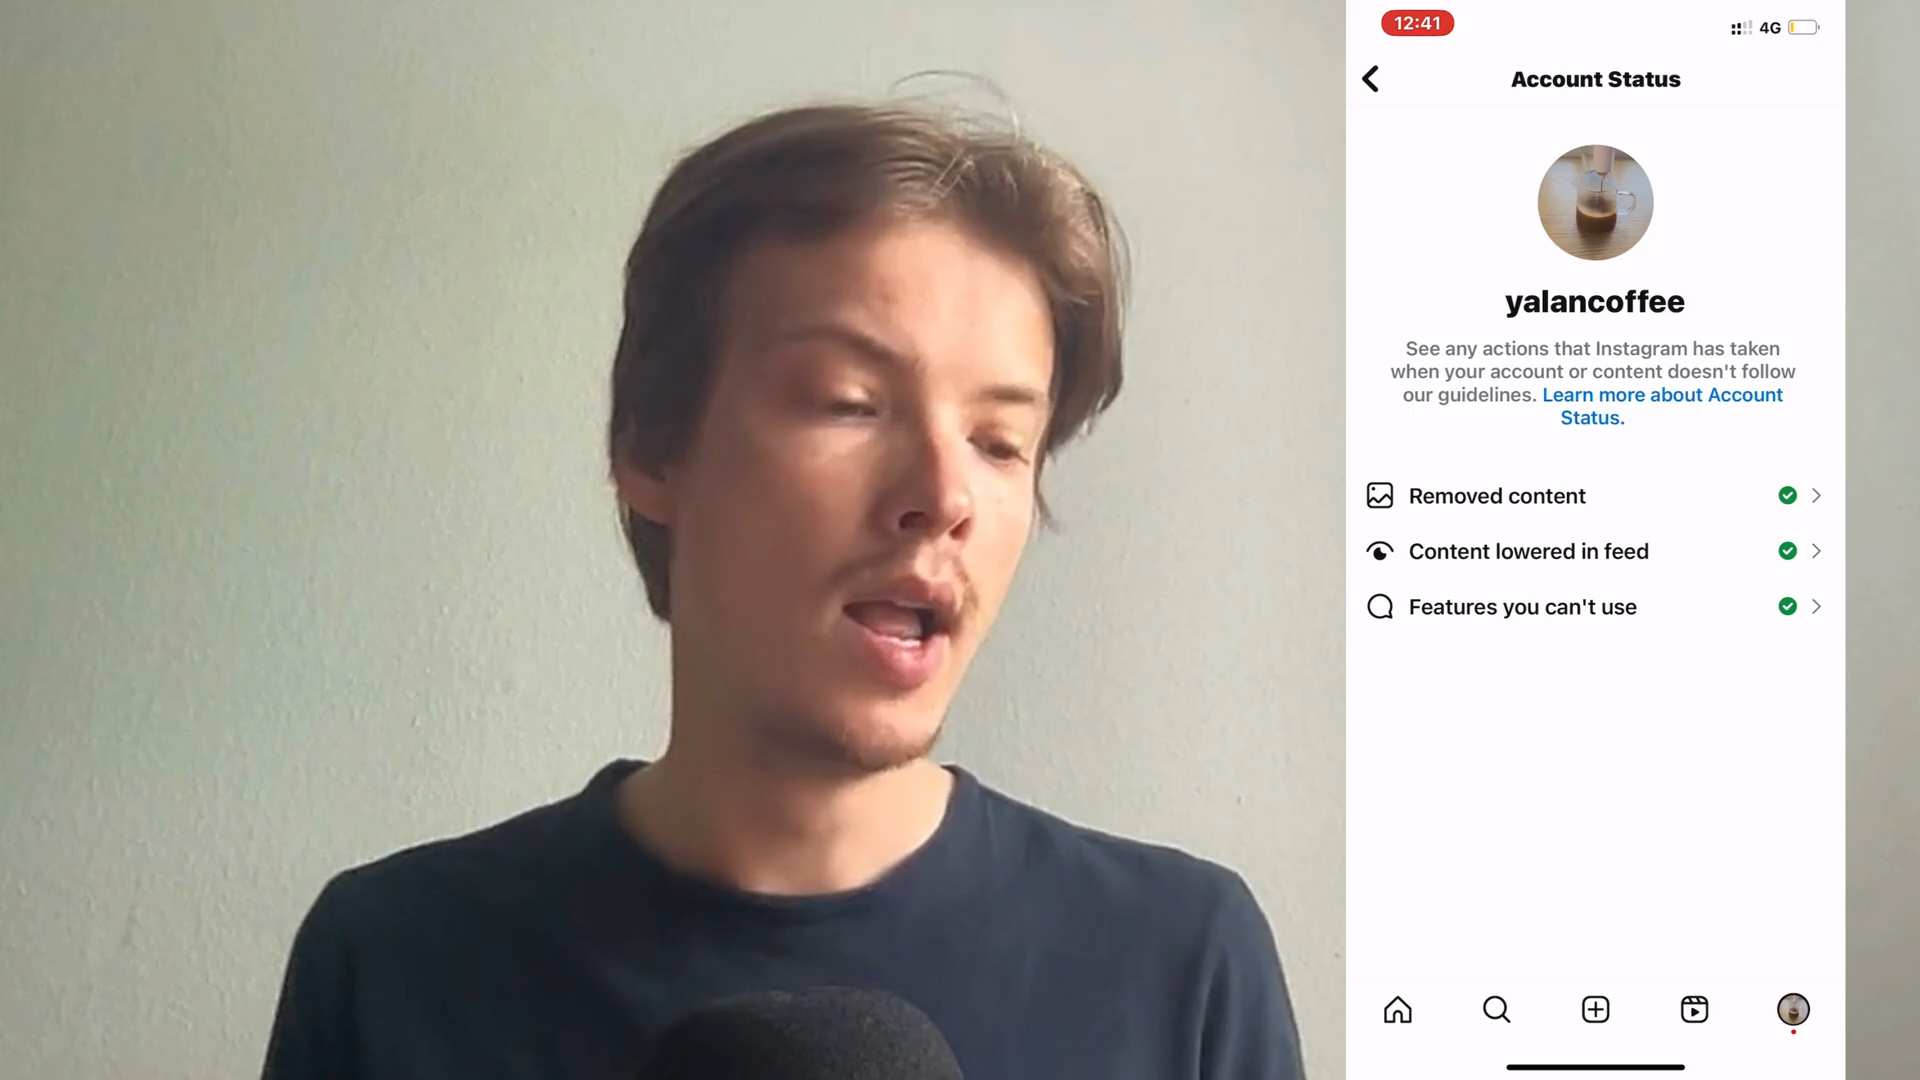 12:41
4G
Account Status
yalancoffee
See any actions that Instagram has taken
when your account or content doesn't follow
our guidelines. Learn more about Account
Status.
Removed content
Content lowered in feed
Features you can't use